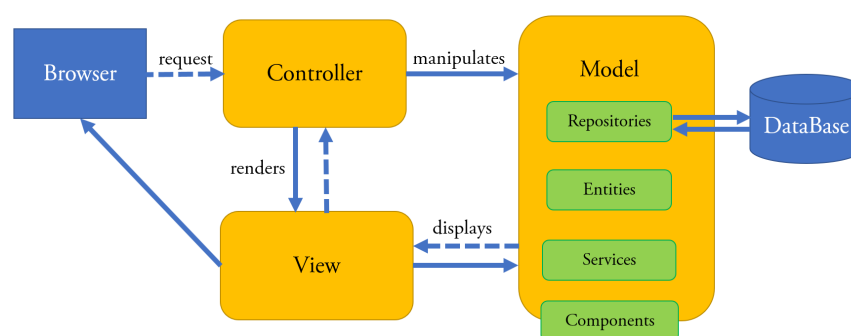 Browser
request
Controller
manipulates
Model
Repositories
DataBase
renders
Entities
displays
View
Services
Components